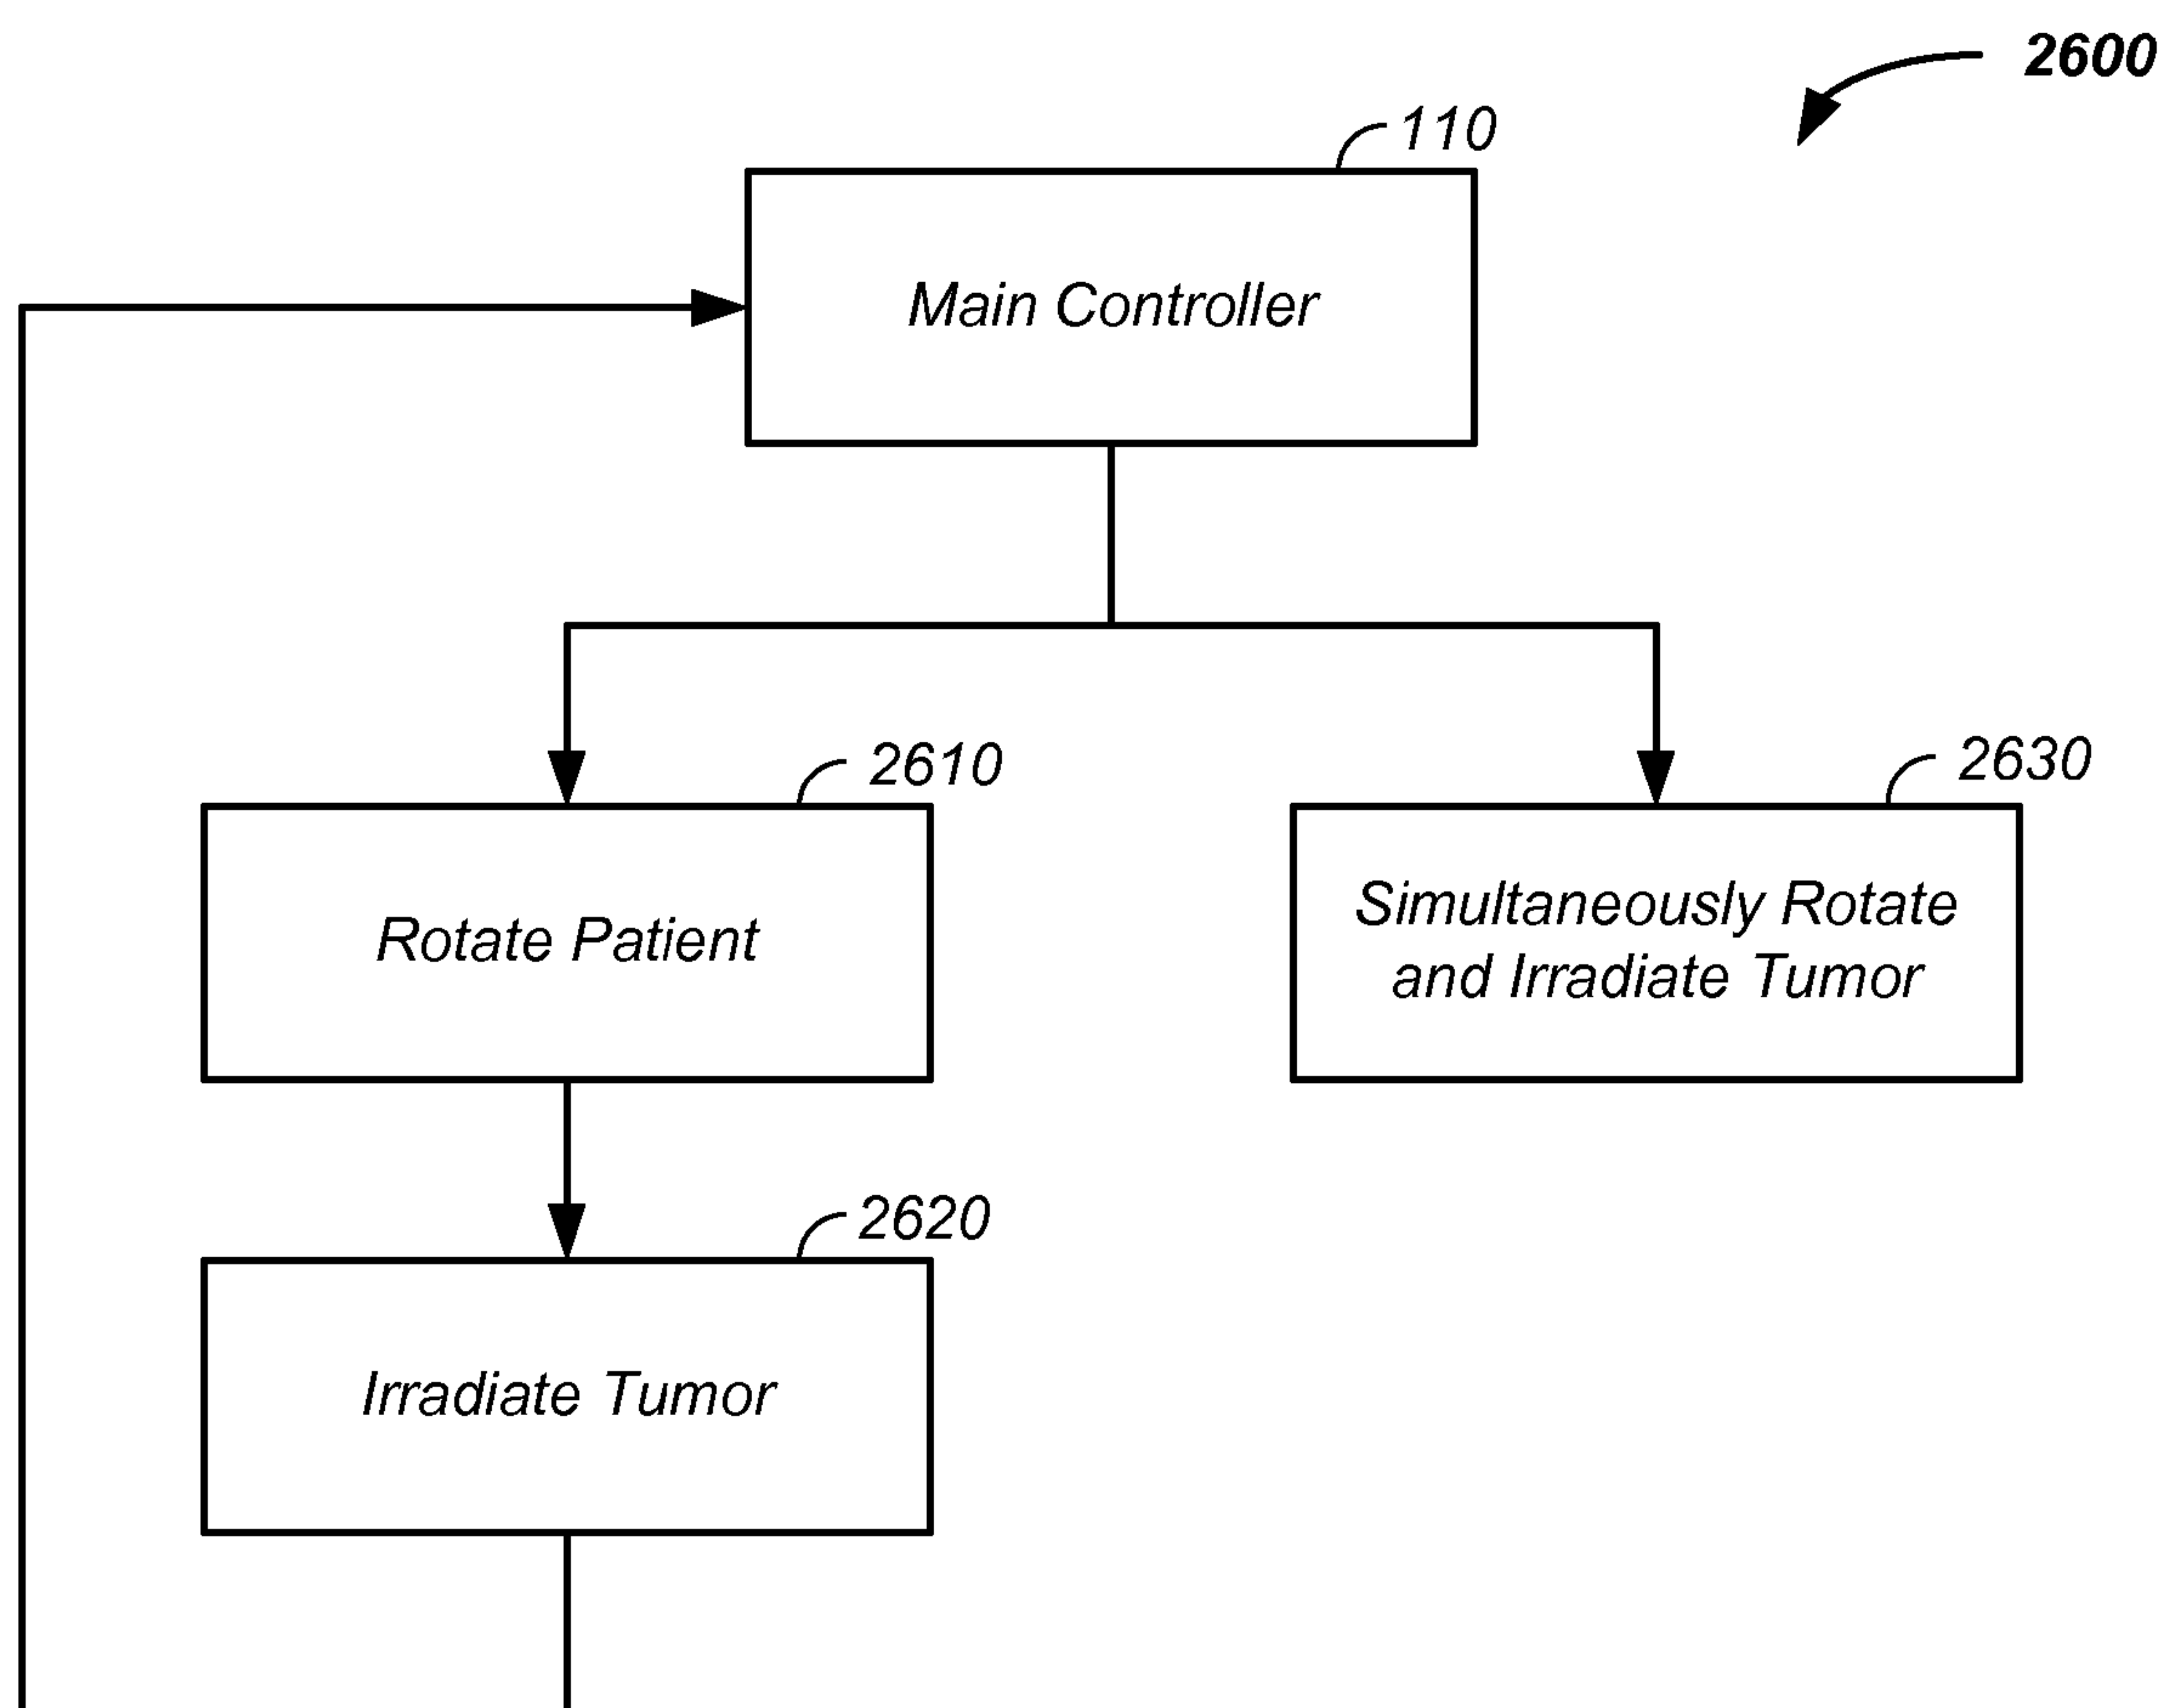 2600
110
Main Controller
2610
2630
Rotate Patient
Simultaneously Rotate
and Irradiate Tumor
2620
Irradiate Tumor